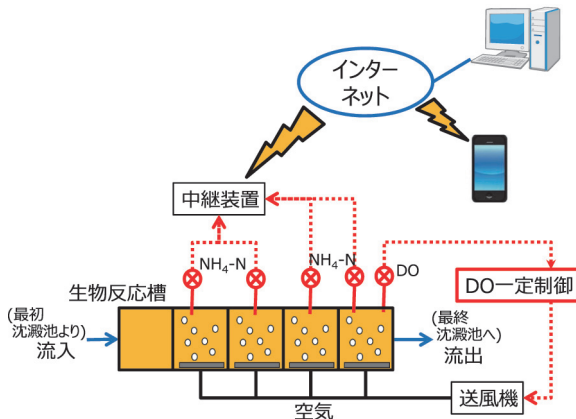 インター
ネット
中継装置
NH₄-N
NH₄-N
DO
生物反応槽
DO一定制御
(最初
沈澱池より)
流入
(最終
沈澱池へ)
流出
空気
送風機